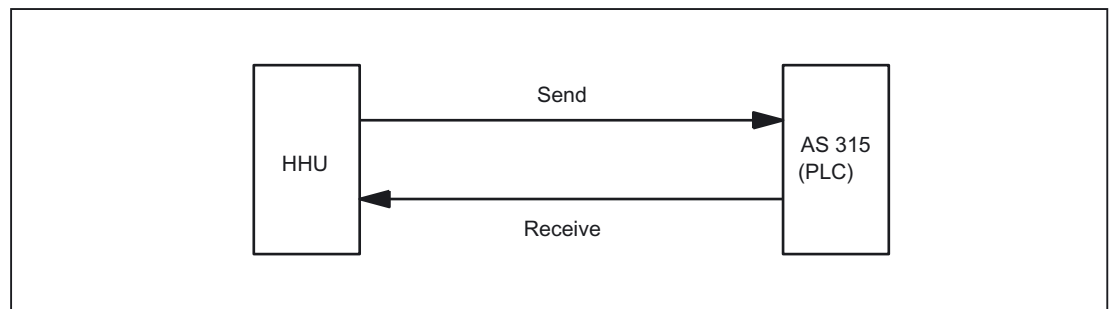 Send
HHU
AS 315
(PLC)
Receive